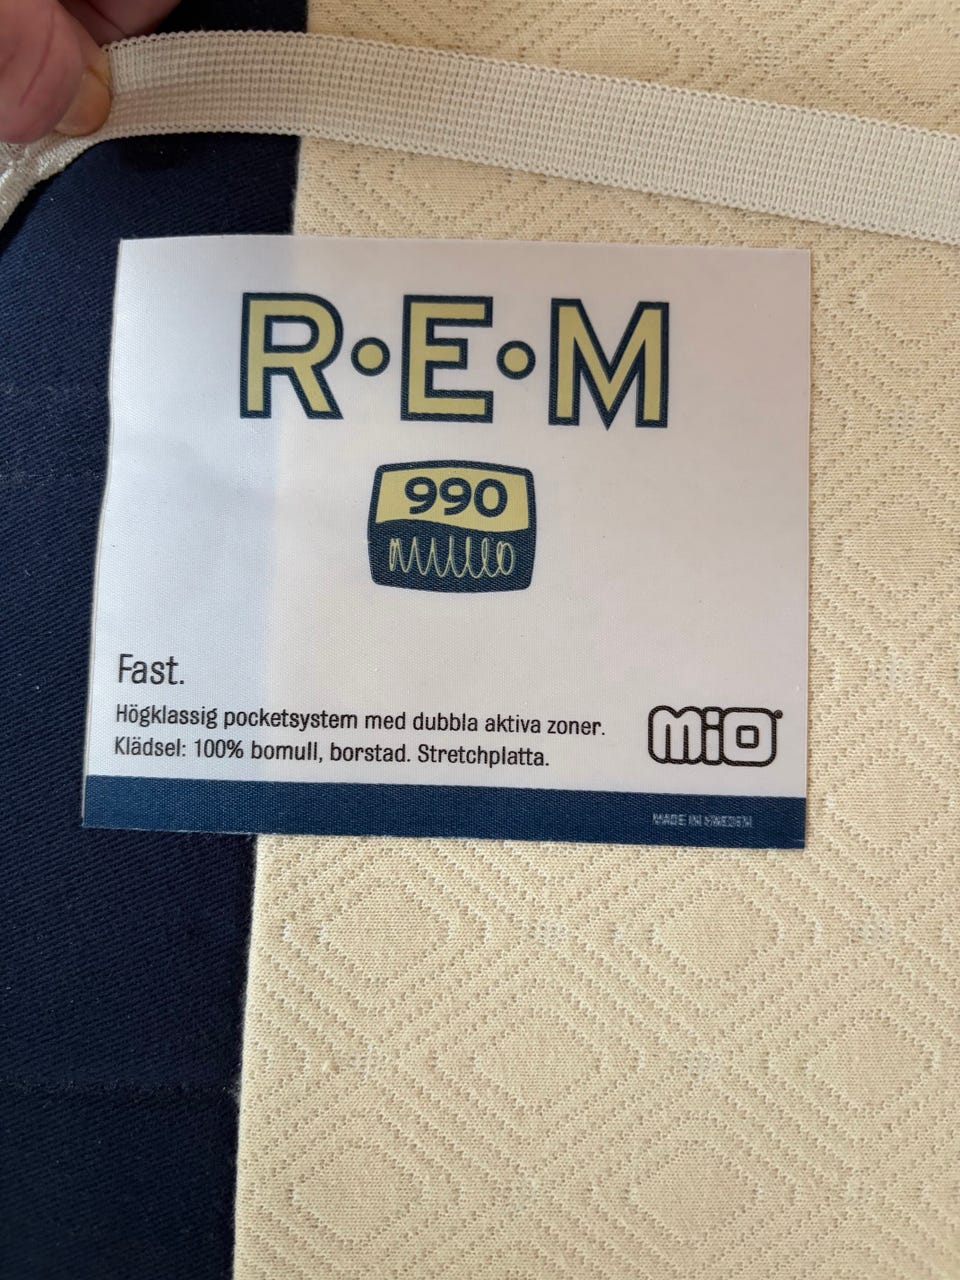 R·E·M
990
Fast.
Högklassig pocketsystem med dubbla aktiva zoner.
Klädsel: 100% bomull, borstad. Stretchplatta.
mio
MADE IN SWEDEN